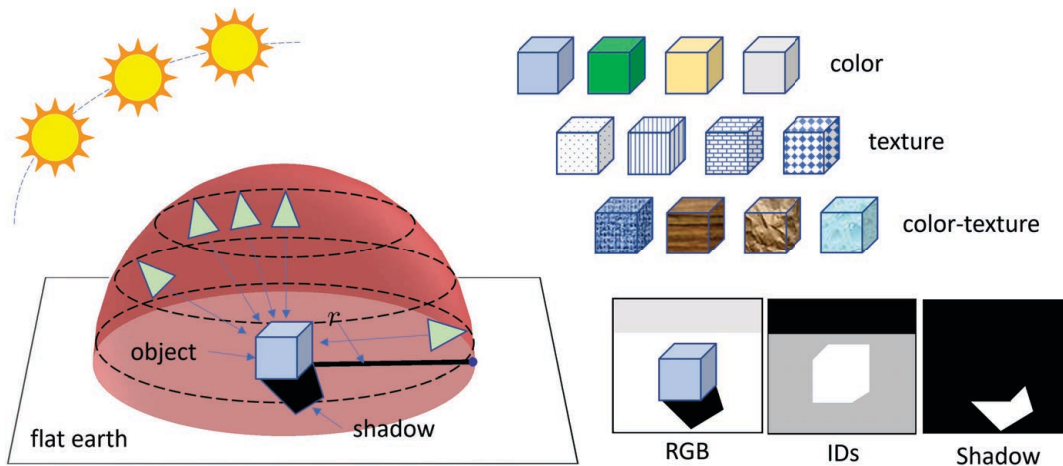 color
texture
color-texture
r
object
shadow
flat earth
RGB
IDs
Shadow